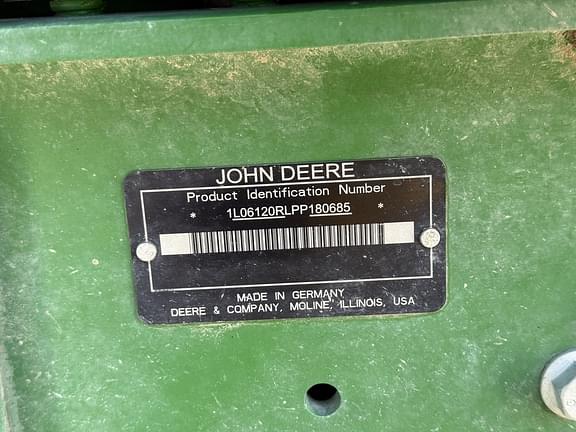 JOHN DEERE
Product Identification Number
* 1L06120RLPP180685 *
MADE IN GERMANY
DEERE & COMPANY, MOLINE, ILLINOIS, USA